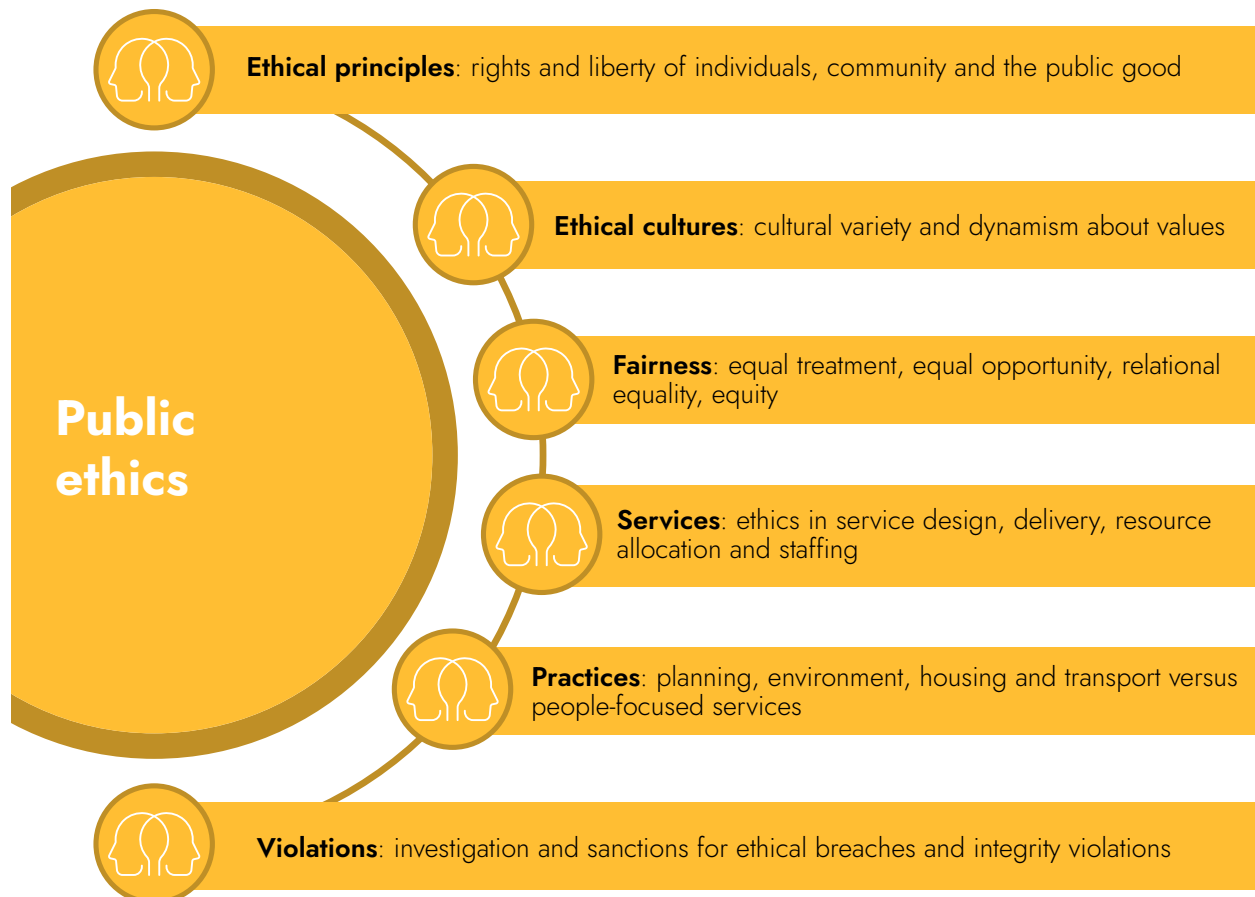 Ethical principles: rights and liberty of individuals, community and the public good
Ethical cultures: cultural variety and dynamism about values
Fairness: equal treatment, equal opportunity, relational
equality, equity
Public
ethics
Services: ethics in service design, delivery, resource
allocation and staffing
Practices: planning, environment, housing and transport versus
people-focused services
Violations: investigation and sanctions for ethical breaches and integrity violations